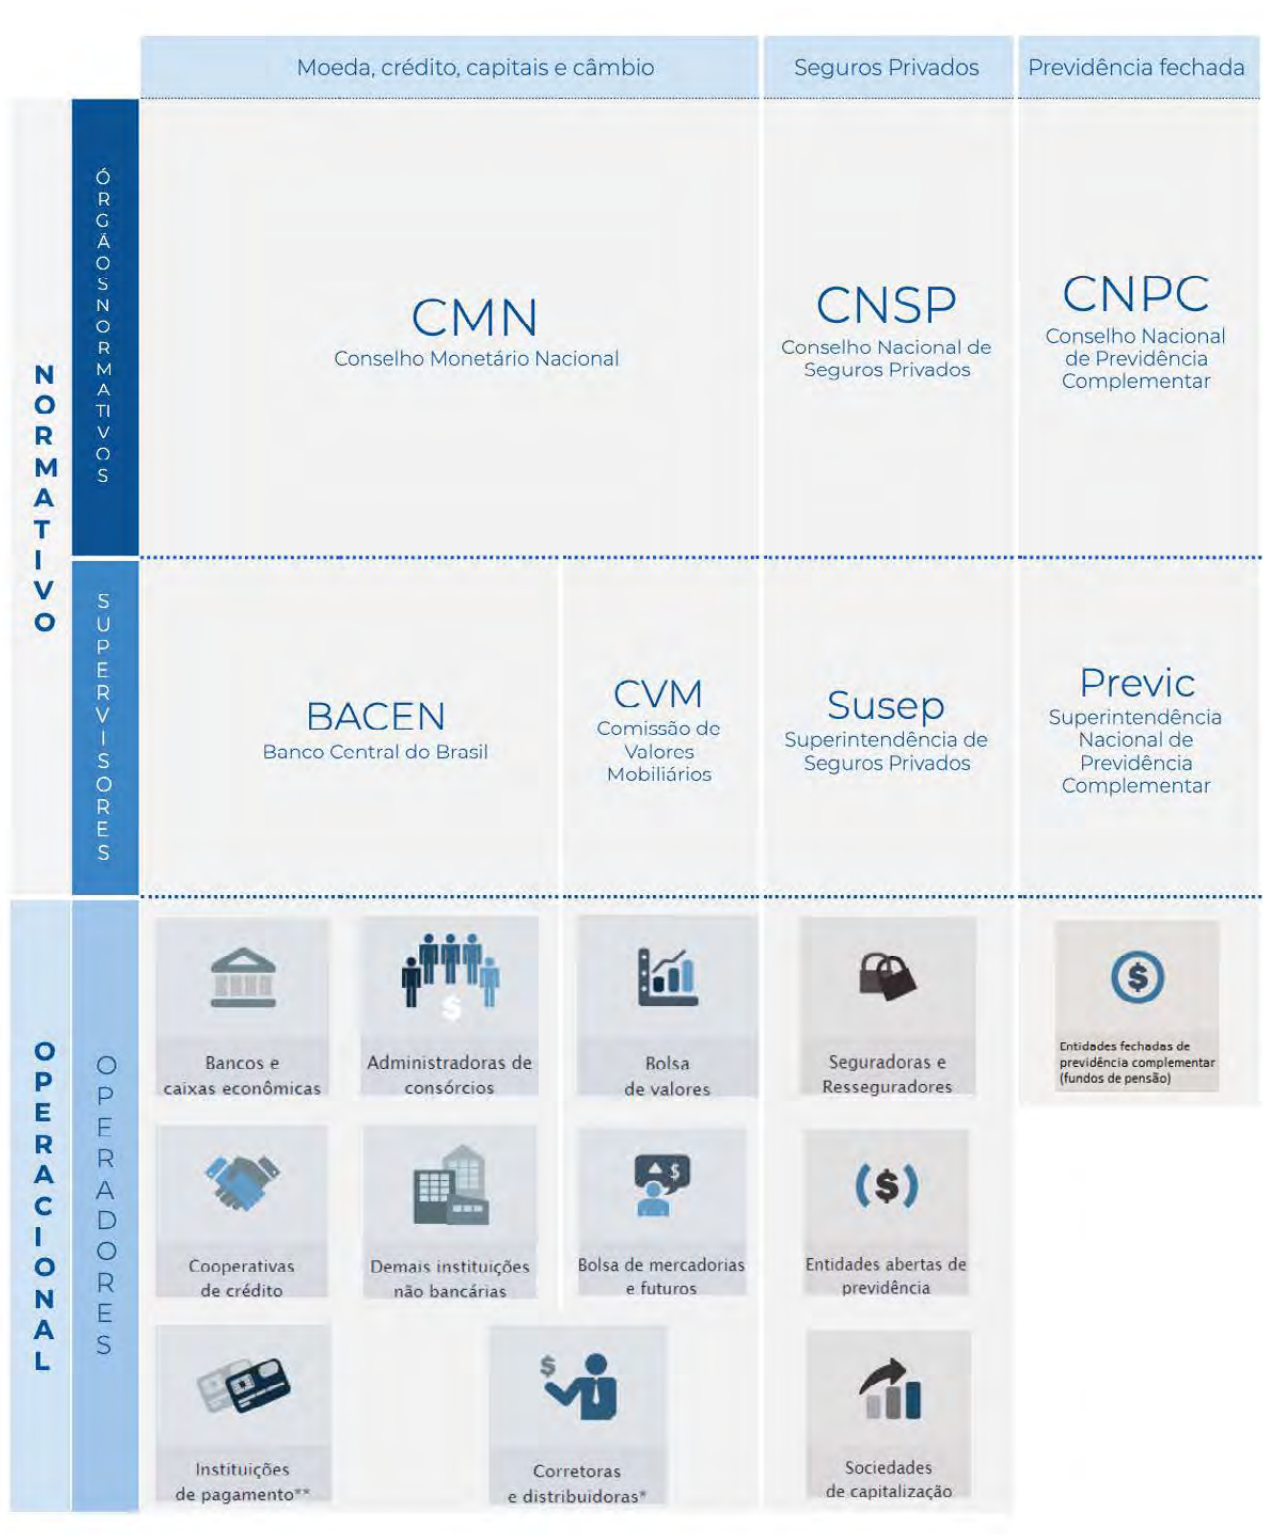 Moeda, crédito, capitais e câmbio
Seguros Privados
Previdência fechada
NORMATIVO
ÓRGÃOS NORMATIVOS
CMN
Conselho Monetário Nacional
CNSP
Conselho Nacional de
Seguros Privados
CNPC
Conselho Nacional
de Previdência
Complementar
SUPERVISORES
BACEN
Banco Central do Brasil
CVM
Comissão de
Valores
Mobiliários
Susep
Superintendência de
Seguros Privados
Previc
Superintendência
Nacional de
Previdência
Complementar
OPERACIONAL
OPERADORES
Bancos e
caixas econômicas
Administradoras de
consórcios
Bolsa
de valores
Seguradoras e
Resseguradores
Entidades fechadas de
previdência complementar
(fundos de pensão)
Cooperativas
de crédito
Demais instituições
não bancárias
Bolsa de mercadorias
e futuros
Entidades abertas de
previdência
Instituições
de pagamento**
Corretoras
e distribuidoras*
Sociedades
de capitalização